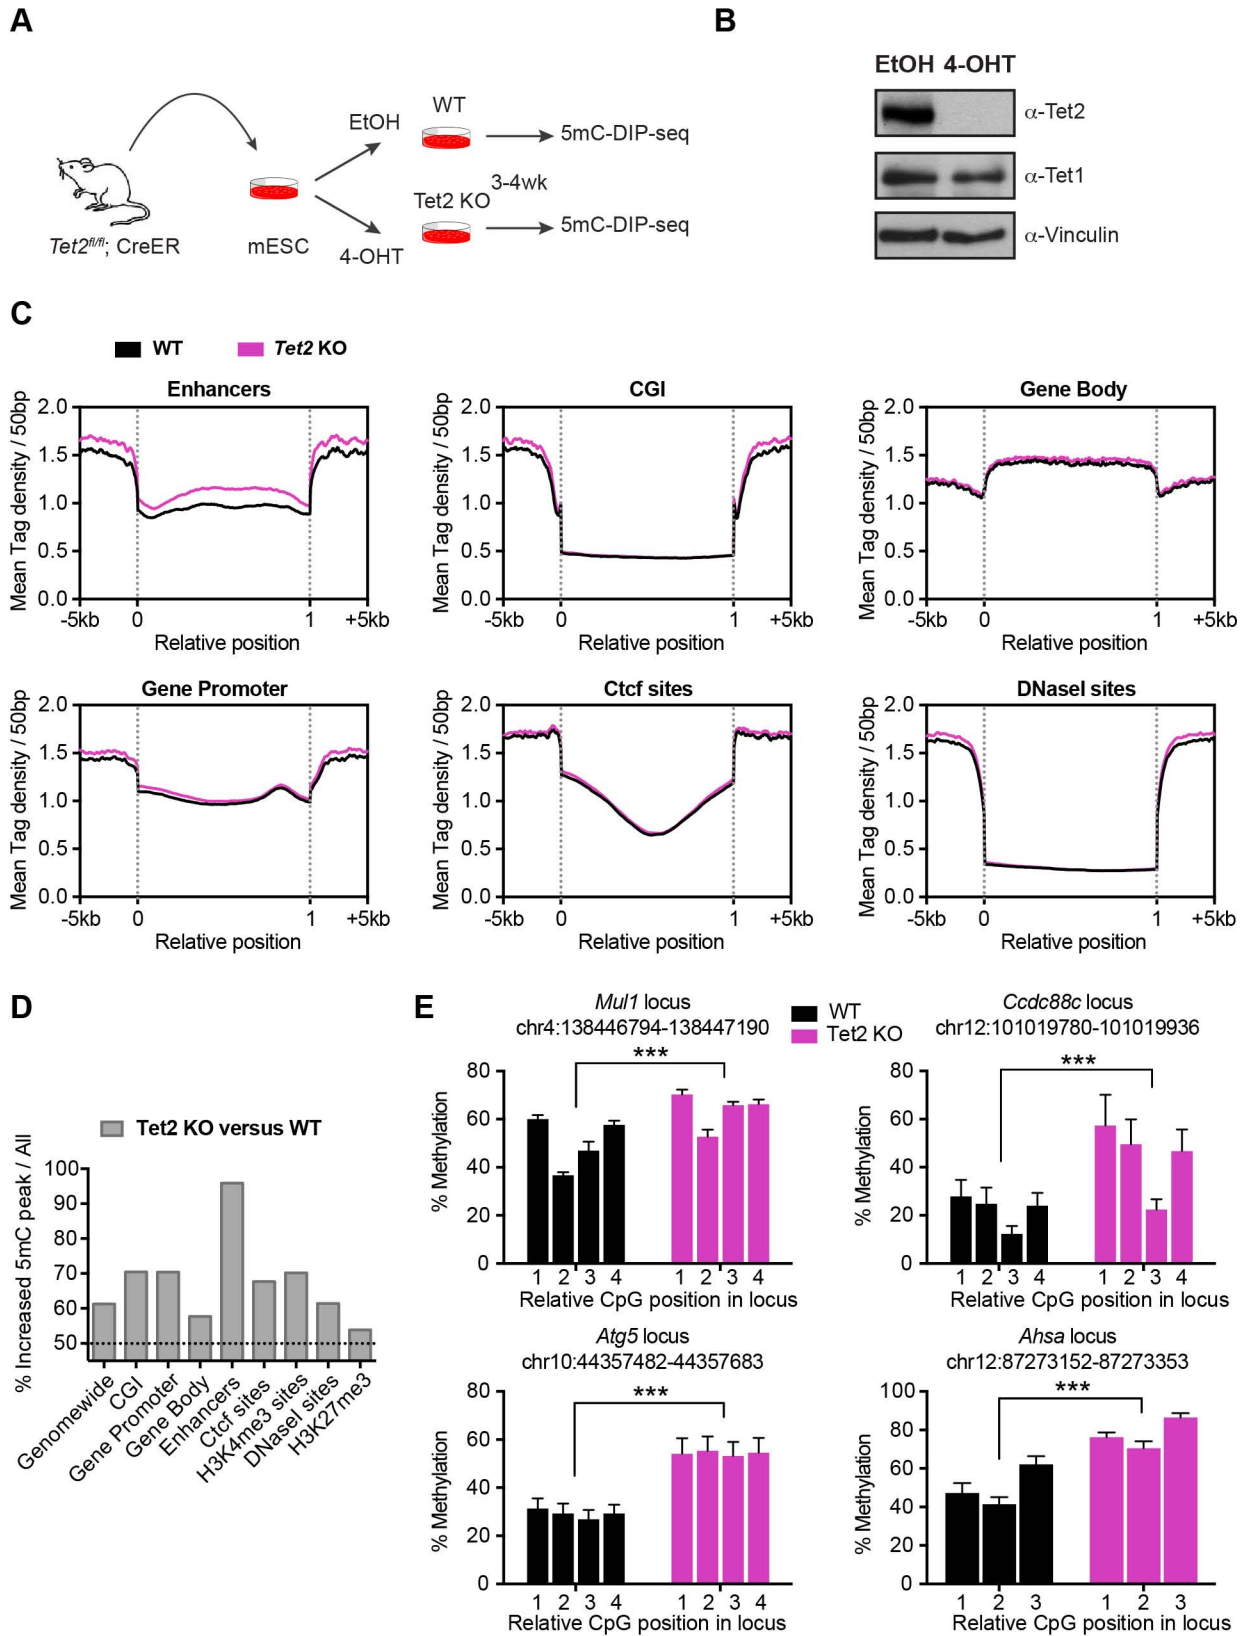 A
Tet2fl/fl; CreER
mESC
EtOH
4-OHT
WT
Tet2 KO
3-4wk
5mC-DIP-seq
5mC-DIP-seq
B
EtOH 4-OHT
α-Tet2
α-Tet1
α-Vinculin
C
WT
Tet2 KO
Enhancers
Mean Tag density / 50bp
2.0
1.5
1.0
0.5
0.0
-5kb 0 1 +5kb
Relative position
CGI
Mean Tag density / 50bp
2.0
1.5
1.0
0.5
0.0
-5kb 0 1 +5kb
Relative position
Gene Body
Mean Tag density / 50bp
2.0
1.5
1.0
0.5
0.0
-5kb 0 1 +5kb
Relative position
Gene Promoter
Mean Tag density / 50bp
2.0
1.5
1.0
0.5
0.0
-5kb 0 1 +5kb
Relative position
Ctcf sites
Mean Tag density / 50bp
2.0
1.5
1.0
0.5
0.0
-5kb 0 1 +5kb
Relative position
DNaseI sites
Mean Tag density / 50bp
2.0
1.5
1.0
0.5
0.0
-5kb 0 1 +5kb
Relative position
D
Tet2 KO versus WT
% Increased 5mC peak / All
100
90
80
70
60
50
Genomewide
CGI
Gene Promoter
Gene Body
Enhancers
Ctcf sites
H3K4me3 sites
DNaseI sites
H3K27me3
E
WT
Tet2 KO
Mul1 locus
chr4:138446794-138447190
***
% Methylation
80
60
40
20
0
1 2 3 4 1 2 3 4
Relative CpG position in locus
Ccdc88c locus
chr12:101019780-101019936
***
% Methylation
80
60
40
20
0
1 2 3 4 1 2 3 4
Relative CpG position in locus
Atg5 locus
chr10:44357482-44357683
***
% Methylation
80
60
40
20
0
1 2 3 4 1 2 3 4
Relative CpG position in locus
Ahsa locus
chr12:87273152-87273353
***
% Methylation
100
80
60
40
20
0
1 2 3 1 2 3
Relative CpG position in locus